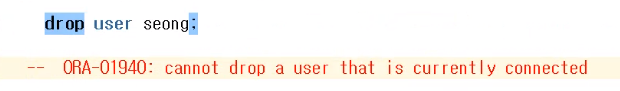 drop user seong;
-- ORA-01940: cannot drop a user that is currently connected